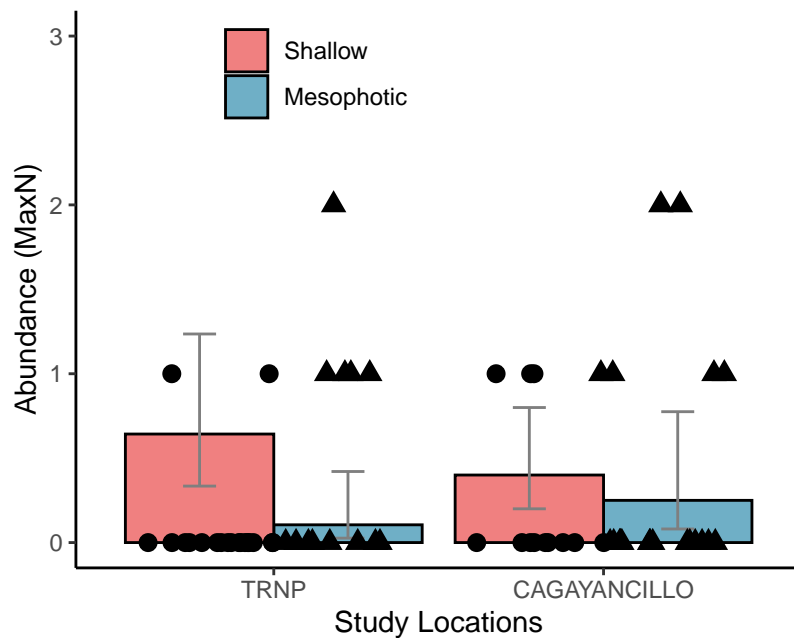 Shallow
Mesophotic
3
2
1
0
Abundance (MaxN)
TRNP
CAGAYANCILLO
Study Locations